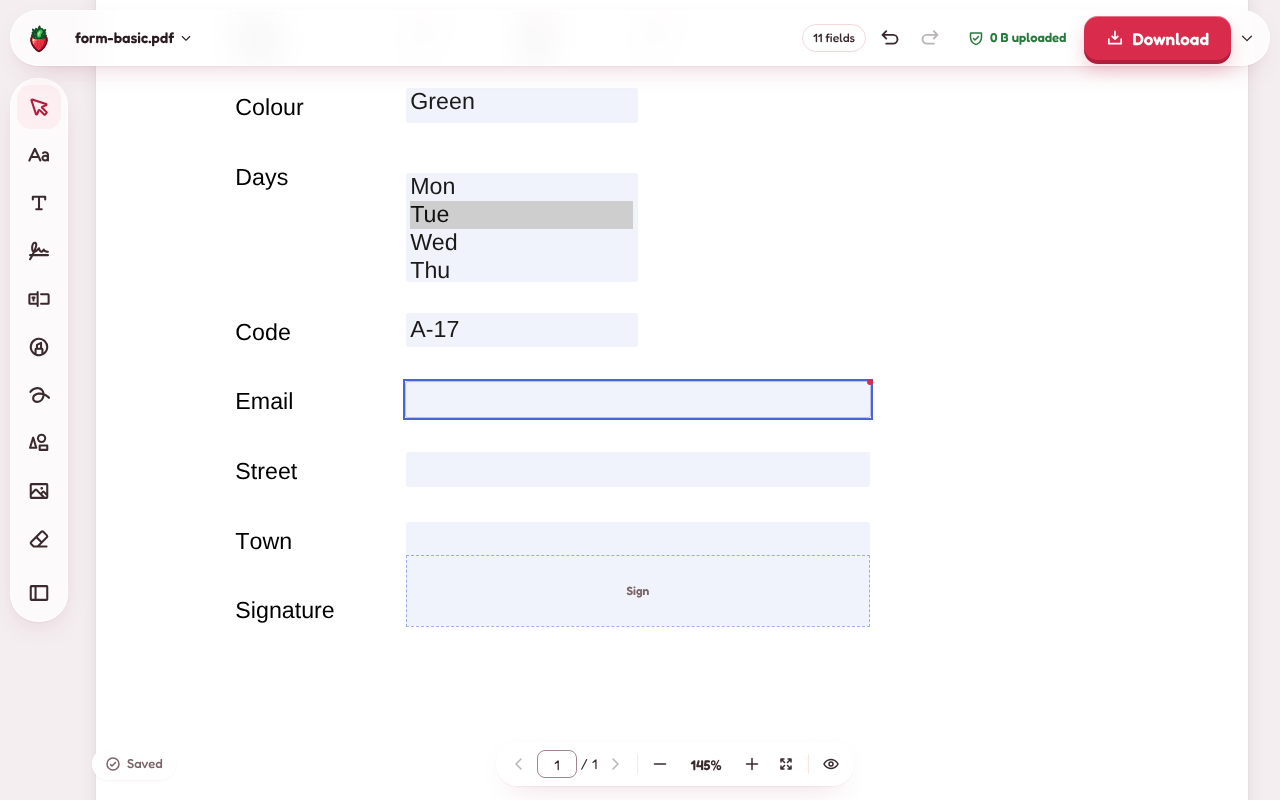 form-basic.pdf
11 fields
0 B uploaded
Download
Colour
Green
Days
Mon
Tue
Wed
Thu
Code
A-17
Email
Street
Town
Sign
Signature
Saved
1 / 1
145%
Aa
T